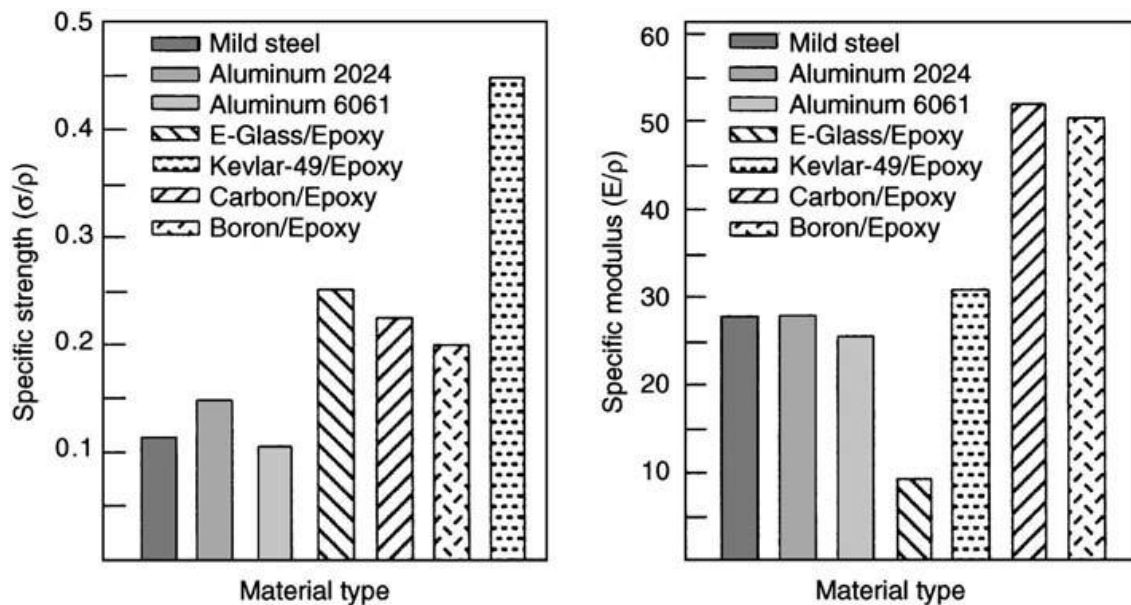 0.5
0.4
0.3
0.2
0.1
Specific strength (σ/ρ)
Mild steel
Aluminum 2024
Aluminum 6061
E-Glass/Epoxy
Kevlar-49/Epoxy
Carbon/Epoxy
Boron/Epoxy
Material type
60
50
40
30
20
10
Specific modulus (E/ρ)
Mild steel
Aluminum 2024
Aluminum 6061
E-Glass/Epoxy
Kevlar-49/Epoxy
Carbon/Epoxy
Boron/Epoxy
Material type